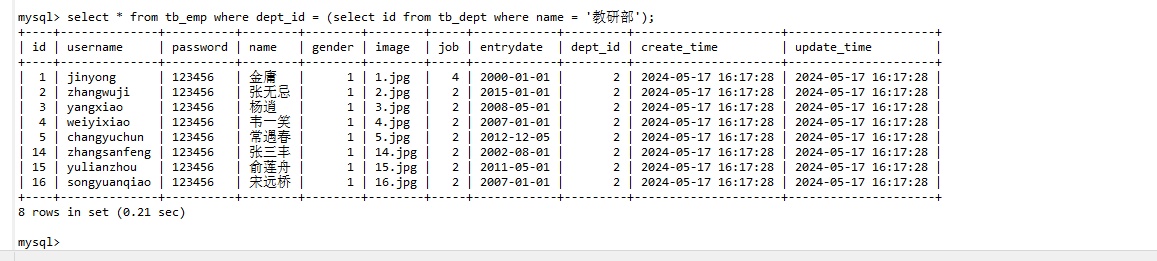 mysql> select * from tb_emp where dept_id = (select id from tb_dept where name = '教研部');
+----+--------------+----------+--------+--------+--------+------+------------+---------+---------------------+---------------------+
| id | username | password | name | gender | image | job | entrydate | dept_id | create_time | update_time |
+----+--------------+----------+--------+--------+--------+------+------------+---------+---------------------+---------------------+
| 1 | jinyong | 123456 | 金庸 | 1 | 1.jpg | 4 | 2000-01-01 | 2 | 2024-05-17 16:17:28 | 2024-05-17 16:17:28 |
| 2 | zhangwuji | 123456 | 张无忌 | 1 | 2.jpg | 2 | 2015-01-01 | 2 | 2024-05-17 16:17:28 | 2024-05-17 16:17:28 |
| 3 | yangxiao | 123456 | 杨逍 | 1 | 3.jpg | 2 | 2008-05-01 | 2 | 2024-05-17 16:17:28 | 2024-05-17 16:17:28 |
| 4 | weiyixiao | 123456 | 韦一笑 | 1 | 4.jpg | 2 | 2007-01-01 | 2 | 2024-05-17 16:17:28 | 2024-05-17 16:17:28 |
| 5 | changyuchun | 123456 | 常遇春 | 1 | 5.jpg | 2 | 2012-12-05 | 2 | 2024-05-17 16:17:28 | 2024-05-17 16:17:28 |
| 14 | zhangsanfeng | 123456 | 张三丰 | 1 | 14.jpg | 2 | 2002-08-01 | 2 | 2024-05-17 16:17:28 | 2024-05-17 16:17:28 |
| 15 | yulianzhou | 123456 | 俞莲舟 | 1 | 15.jpg | 2 | 2011-05-01 | 2 | 2024-05-17 16:17:28 | 2024-05-17 16:17:28 |
| 16 | songyuanqiao | 123456 | 宋远桥 | 1 | 16.jpg | 2 | 2007-01-01 | 2 | 2024-05-17 16:17:28 | 2024-05-17 16:17:28 |
+----+--------------+----------+--------+--------+--------+------+------------+---------+---------------------+---------------------+
8 rows in set (0.21 sec)
mysql>